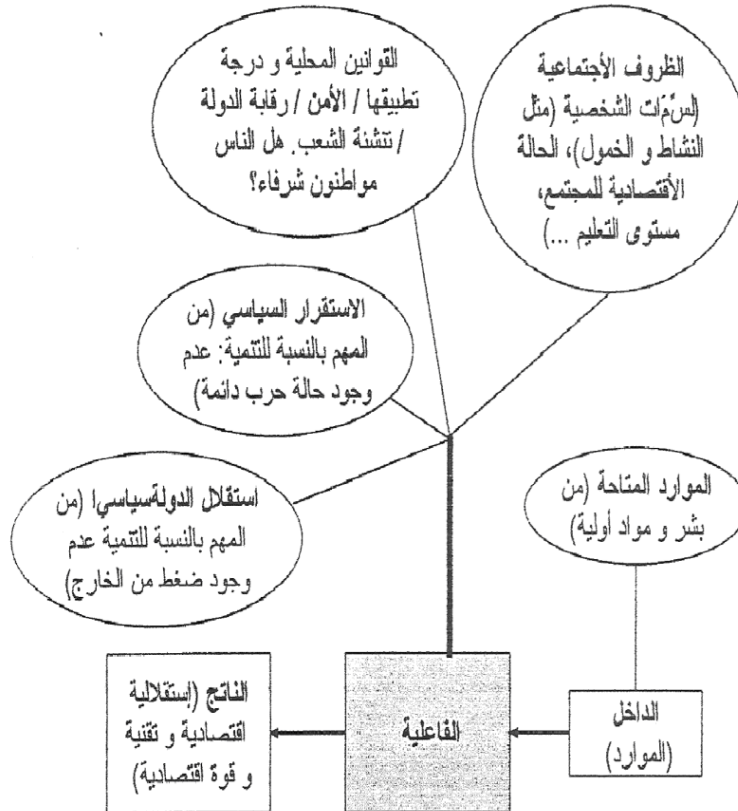 الظروف الأجتماعية
(لسّمّات الشخصية (مثل
النشاط و الخمول)، الحالة
الأقتصادية للمجتمع،
مستوى التعليم ...)
القوانين المحلية و درجة
تطبيقها / الأمن / رقابة الدولة
/ تنشئة الشعب. هل الناس
مواطنون شرفاء؟
الاستقرار السياسي (من
المهم بالنسبة للتنمية: عدم
وجود حالة حرب دائمة)
استقلال الدولةسياسيا (من
المهم بالنسبة للتنمية عدم
وجود ضغط من الخارج)
الموارد المتاحة (من
بشر و مواد أولية)
الداخل
(الموارد)
الفاعلية
الناتج (إستقلالية
اقتصادية و تقنية
و قوة اقتصادية)